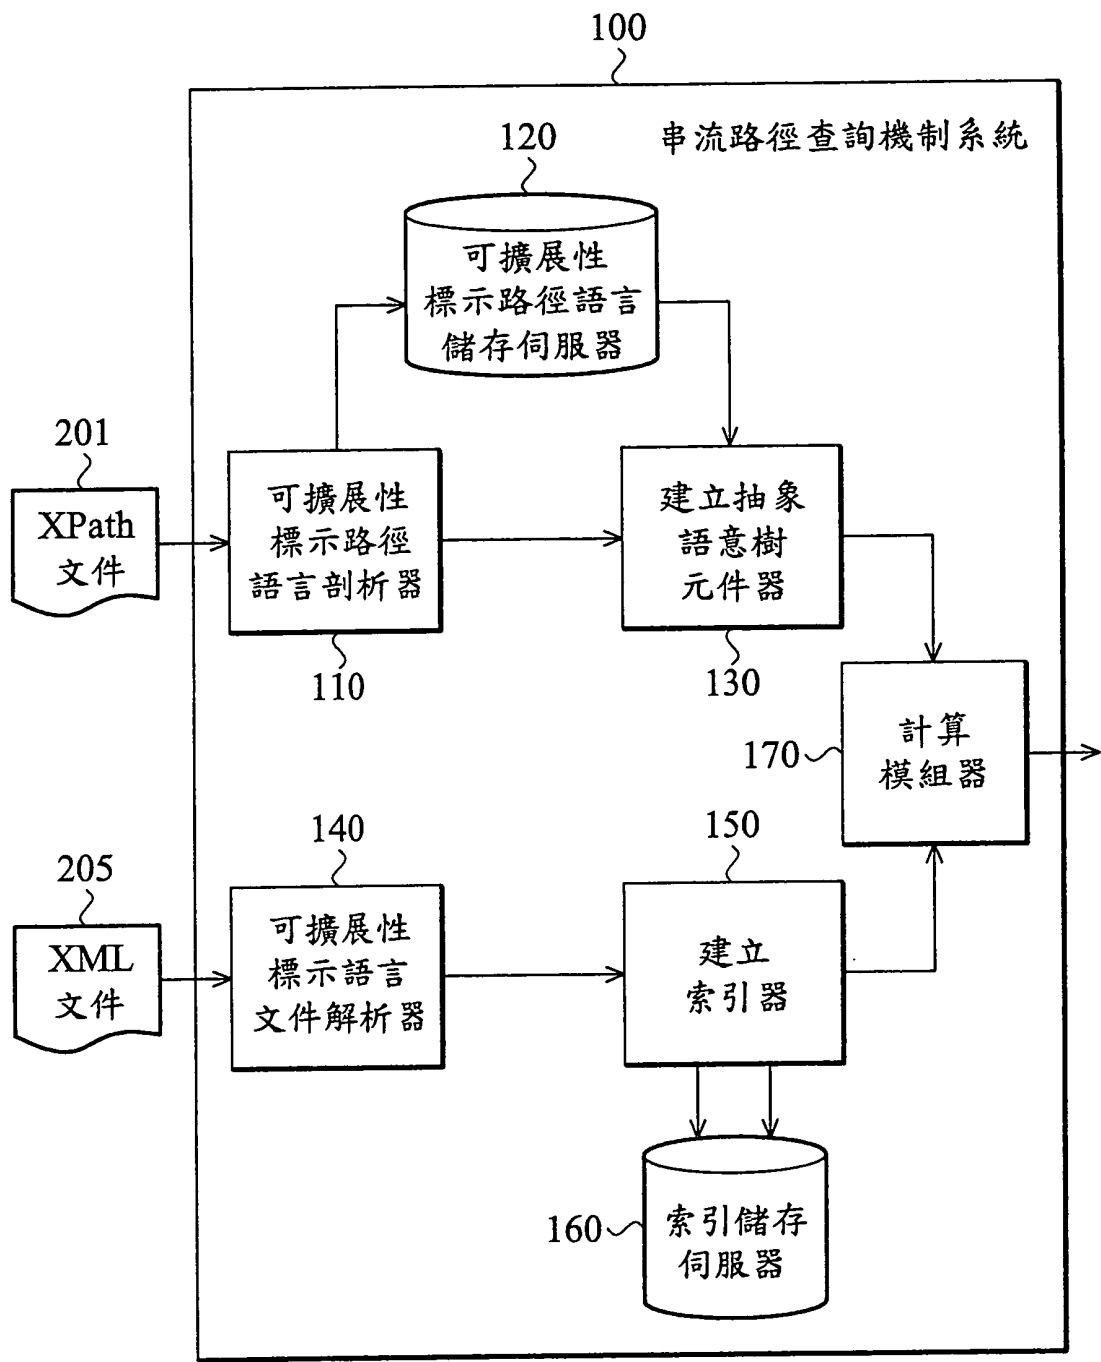 100
串流路徑查詢機制系統
120
可擴展性
標示路徑語言
儲存伺服器
201
XPath
文件
可擴展性
標示路徑
語言剖析器
110
建立抽象
語意樹
元件器
130
計算
模組器
170
140
150
205
XML
文件
可擴展性
標示語言
文件解析器
建立
索引器
160
索引儲存
伺服器